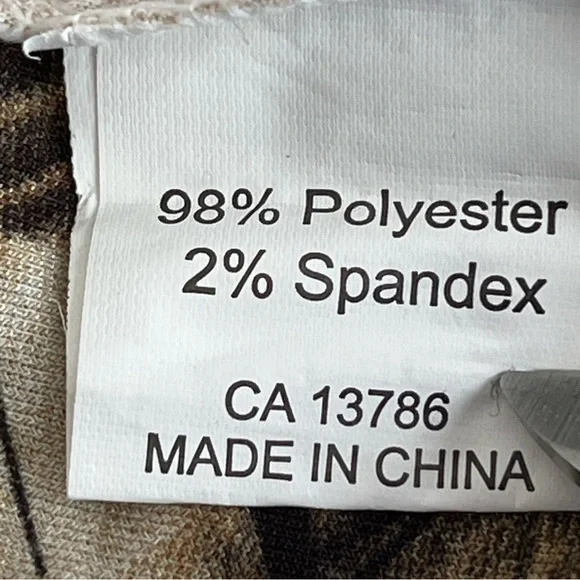 98% Polyester
2% Spandex
CA 13786
MADE IN CHINA